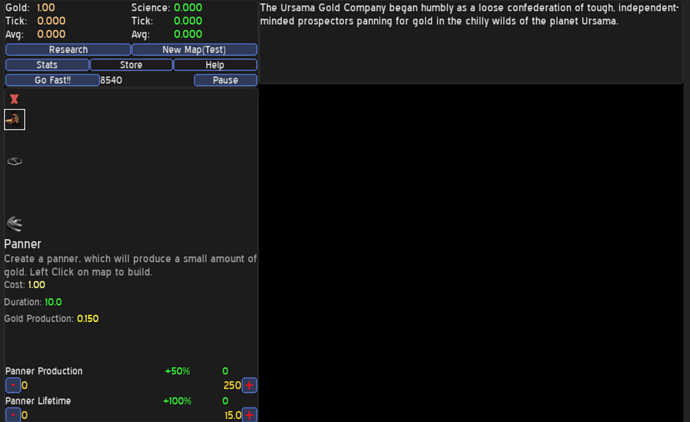 Gold: 1.00 Science: 0.000
Tick: 0.000 Tick: 0.000
Avg: 0.000 Avg: 0.000
Research New Map(Test)
Stats Store Help
Go Fast!! 8540 Pause
The Ursama Gold Company began humbly as a loose confederation of tough, independent-
minded prospectors panning for gold in the chilly wilds of the planet Ursama.
Panner
Create a panner, which will produce a small amount of
gold. Left Click on map to build.
Cost: 1.00
Duration: 10.0
Gold Production: 0.150
Panner Production +50% 0
- 0 250 +
Panner Lifetime +100% 0
- 0 15.0 +